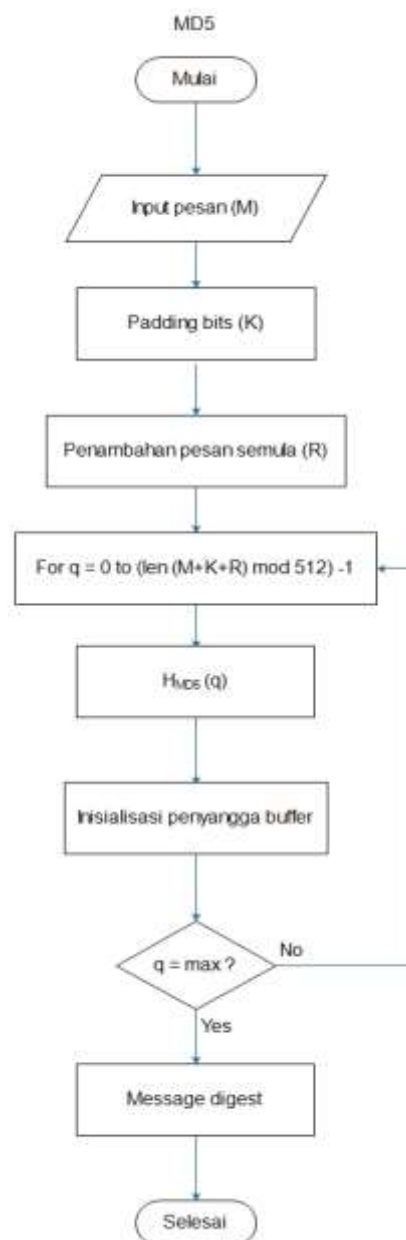 MD5
Mulai
Input pesan (M)
Padding bits (K)
Penambahan pesan semula (R)
For q = 0 to (len (M+K+R) mod 512) -1
HMD5 (q)
Inisialisasi penyangga buffer
q = max ?
No
Yes
Message digest
Selesai